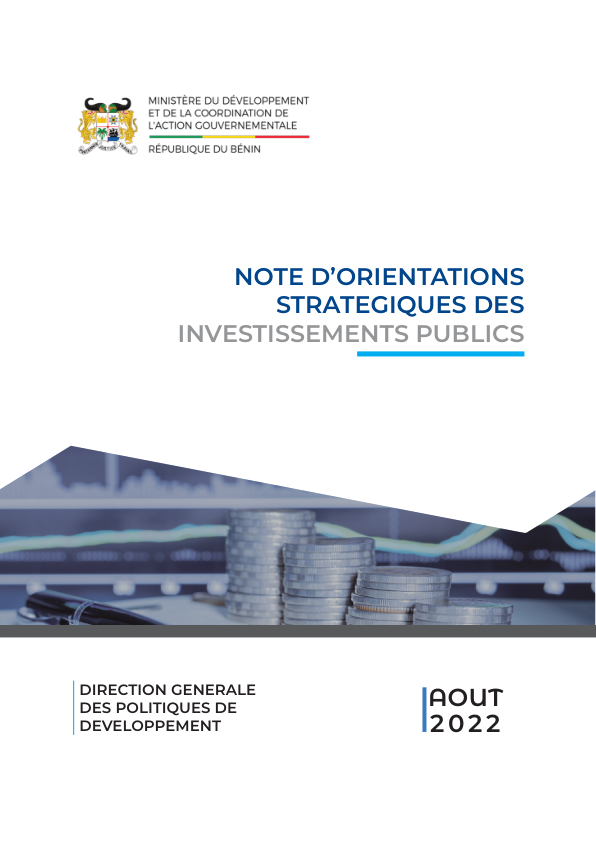 MINISTÈRE DU DÉVELOPPEMENT
ET DE LA COORDINATION DE
L'ACTION GOUVERNEMENTALE
RÉPUBLIQUE DU BÉNIN
NOTE D'ORIENTATIONS
STRATEGIQUES DES
INVESTISSEMENTS PUBLICS
DIRECTION GENERALE
DES POLITIQUES DE
DEVELOPPEMENT
AOUT
2022